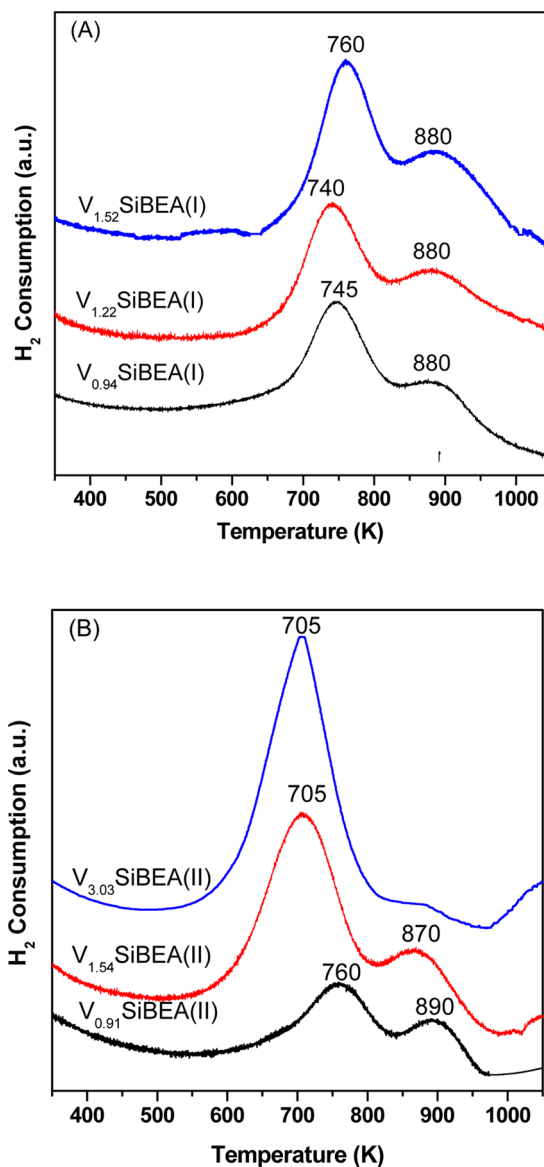 (A)
760
880
V1.52SiBEA(I)
740
880
V1.22SiBEA(I)
745
880
V0.94SiBEA(I)
H2 Consumption (a.u.)
400 500 600 700 800 900 1000
Temperature (K)
(B)
705
705
V3.03SiBEA(II)
870
V1.54SiBEA(II)
760
890
V0.91SiBEA(II)
H2 Consumption (a.u.)
400 500 600 700 800 900 1000
Temperature (K)